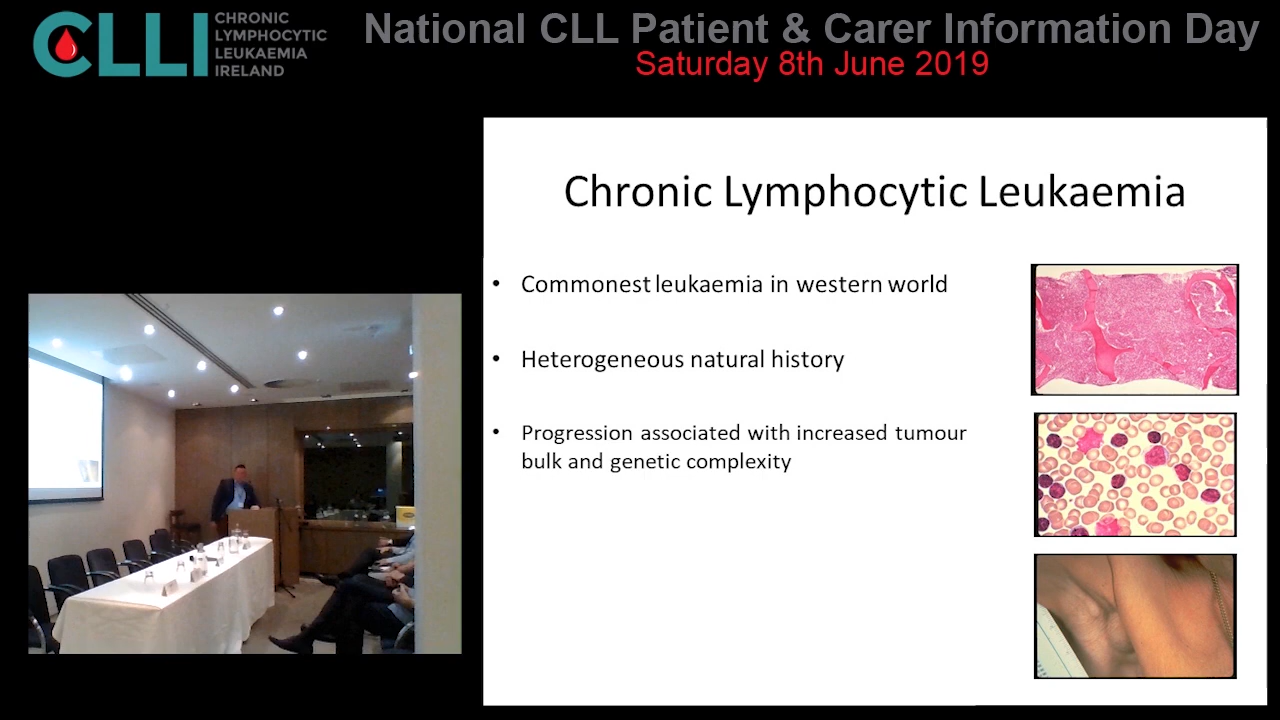 CLLI
CHRONIC
LYMPHOCYTIC
LEUKAEMIA
IRELAND
National CLL Patient & Carer Information Day
Saturday 8th June 2019
Chronic Lymphocytic Leukaemia
• Commonest leukaemia in western world
• Heterogeneous natural history
• Progression associated with increased tumour
bulk and genetic complexity